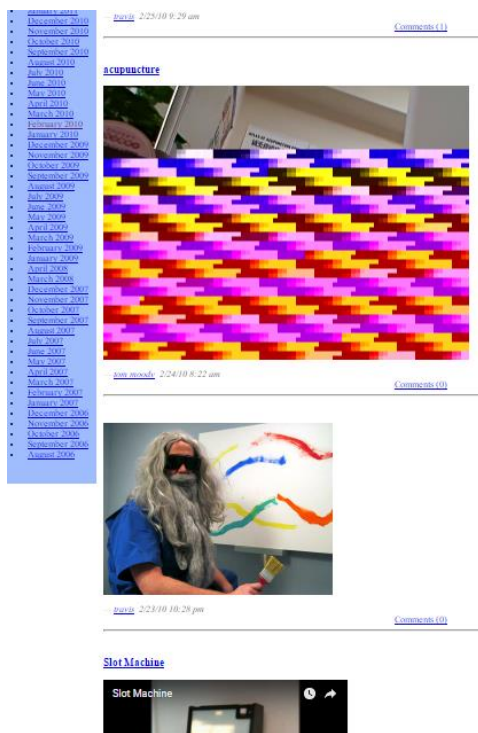 January 2011
December 2010
November 2010
October 2010
September 2010
August 2010
July 2010
June 2010
May 2010
April 2010
March 2010
February 2010
January 2010
December 2009
November 2009
October 2009
September 2009
August 2009
July 2009
June 2009
May 2009
April 2009
March 2009
February 2009
January 2009
April 2008
March 2008
December 2007
November 2007
October 2007
September 2007
August 2007
July 2007
June 2007
May 2007
April 2007
March 2007
February 2007
January 2007
December 2006
November 2006
October 2006
September 2006
August 2006
– travis 2/25/10 9:29 am
Comments (1)
acupuncture
– tom moody 2/24/10 8:22 am
Comments (0)
– travis 2/23/10 10:28 pm
Comments (0)
Slot Machine
Slot Machine